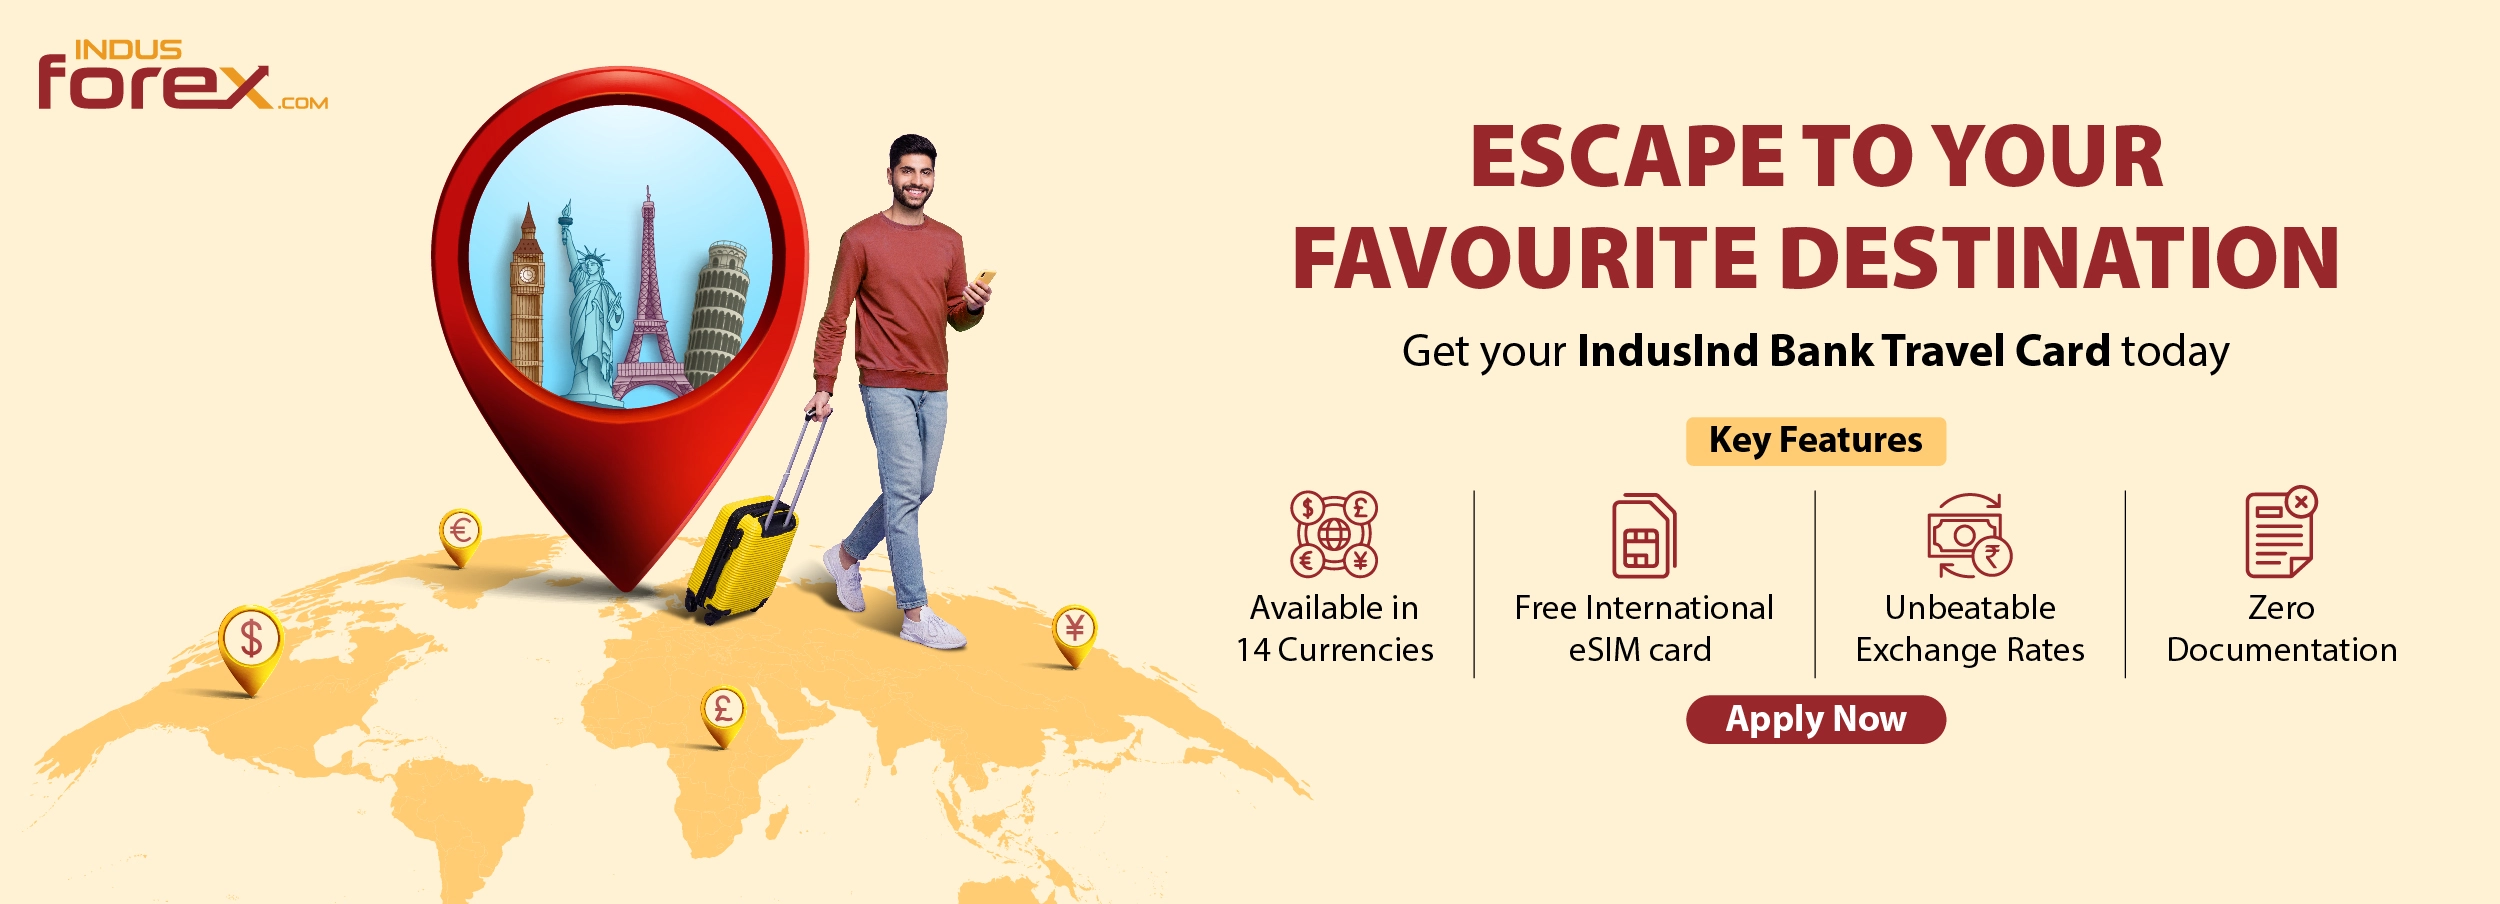 INDUS
forex.COM
ESCAPE TO YOUR
FAVOURITE DESTINATION
Get your IndusInd Bank Travel Card today
Key Features
$ £
€ ¥
₹
Available in
14 Currencies
Free International
eSIM card
Unbeatable
Exchange Rates
Zero
Documentation
Apply Now
€
$
¥
£